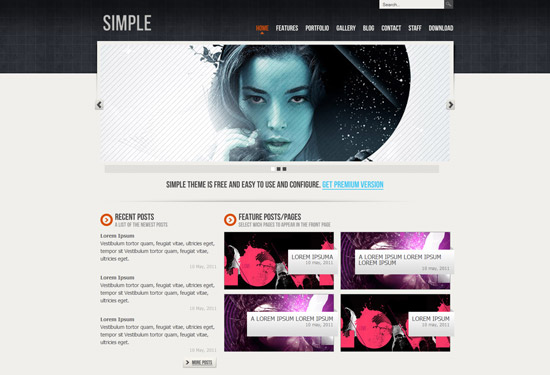 Search..
SIMPLE
HOME FEATURES PORTFOLIO GALLERY BLOG CONTACT STAFF DOWNLOAD
SIMPLE THEME IS FREE AND EASY TO USE AND CONFIGURE. GET PREMIUM VERSION
RECENT POSTS
A LIST OF THE NEWEST POSTS
Lorem Ipsum
Vestibulum tortor quam, feugiat vitae, ultricies eget,
tempor sit Vestibulum tortor quam, feugiat vitae,
ultricies eget.
10 May, 2011
Lorem Ipsum
Vestibulum tortor quam, feugiat vitae, ultricies eget,
tempor sit Vestibulum tortor quam, feugiat vitae,
ultricies eget.
10 May, 2011
Lorem Ipsum
Vestibulum tortor quam, feugiat vitae, ultricies eget,
tempor sit Vestibulum tortor quam, feugiat vitae,
ultricies eget.
10 May, 2011
MORE POSTS
FEATURE POSTS/PAGES
SELECT WICH PAGES TO APPEAR IN THE FRONT PAGE
LOREM IPSUMA
10 may, 2011
A LOREM IPSUM LOREM IPSUM
LOREM IPSUM
10 may, 2011
A LOREM IPSUM LOREM IPSUM
10 may, 2011
LOREM IPSUM
10 may, 2011